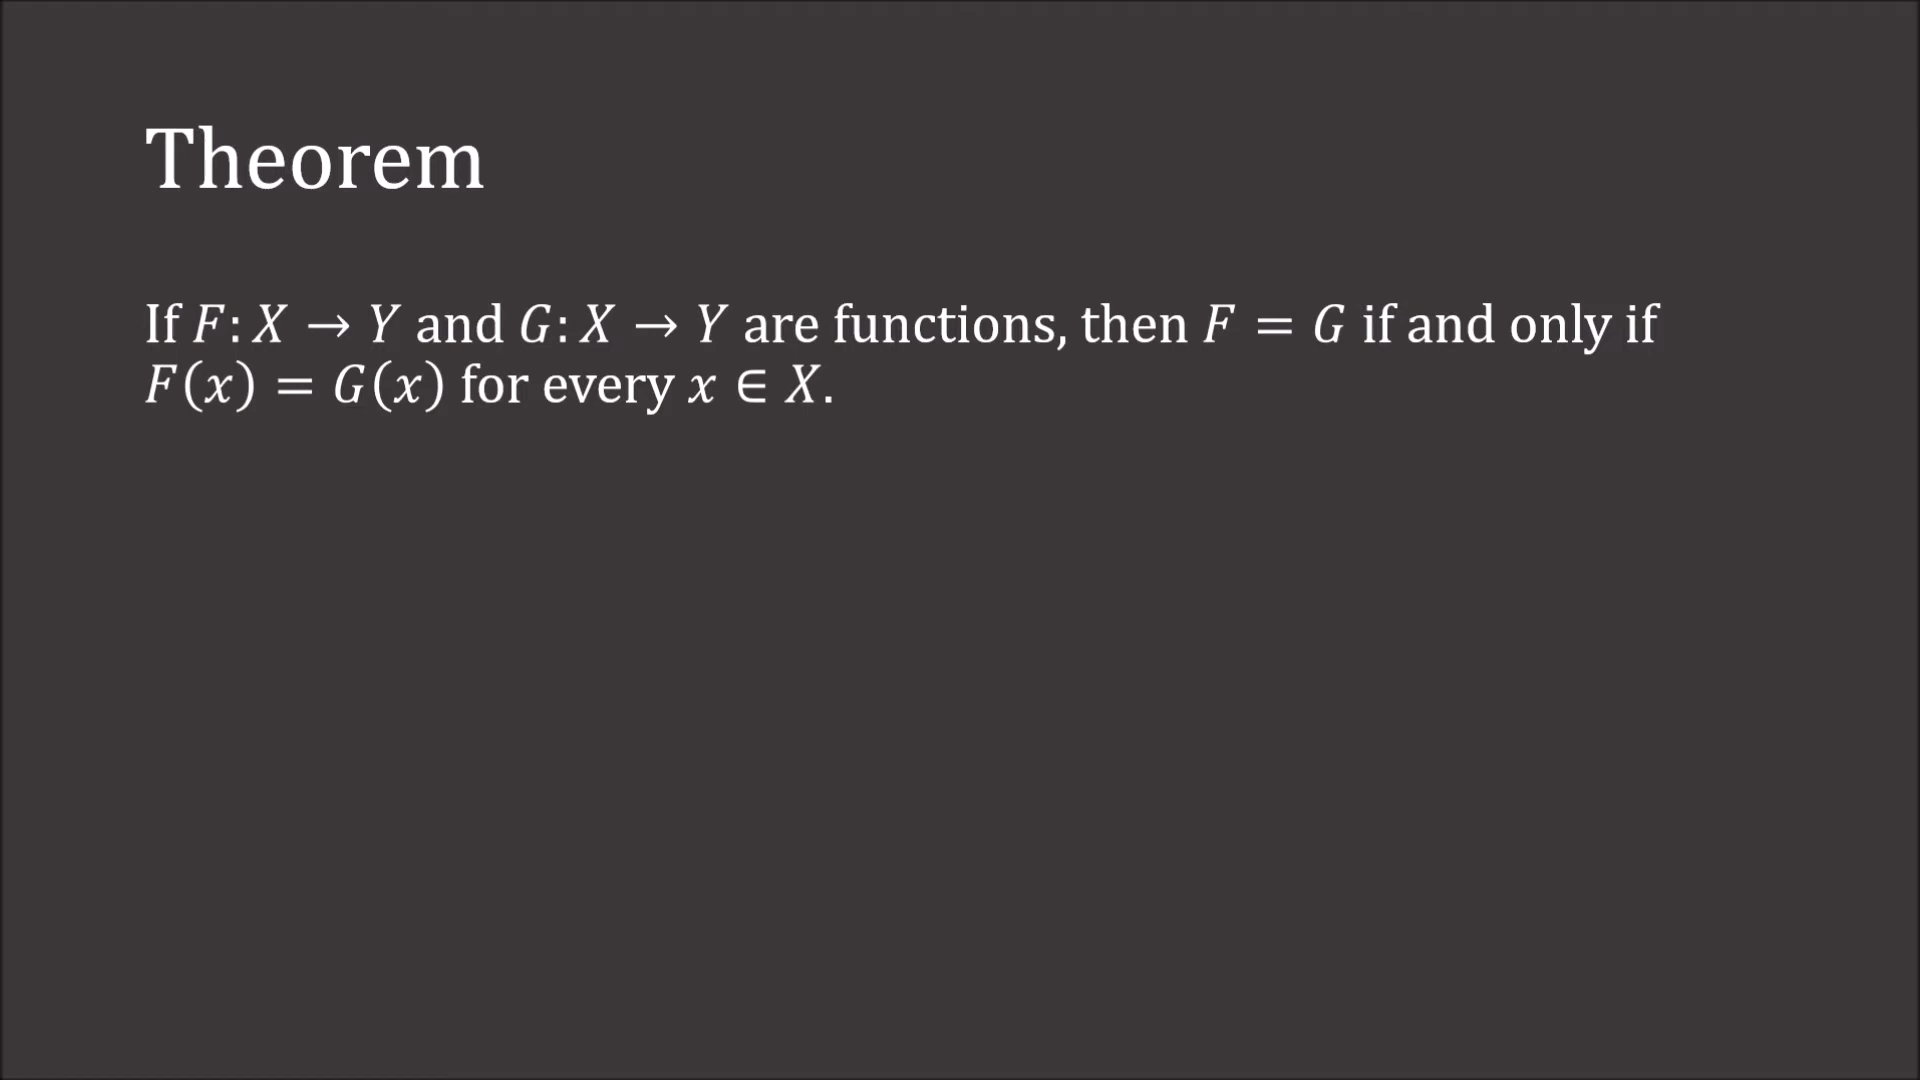 Theorem
If F: X → Y and G: X → Y are functions, then F = G if and only if
F(x) = G(x) for every x ∈ X.